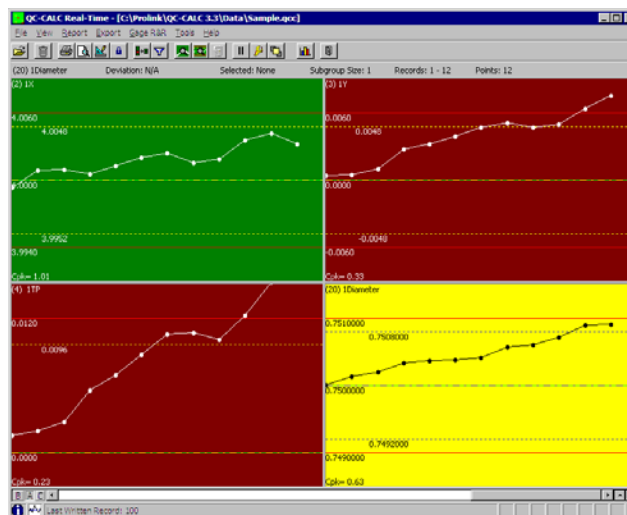 QC-CALC Real-Time - [C:\Prolink\QC-CALC 3.3\Data\Sample.qcc]
File View Report Export Gage R&R Tools Help
(20) 1Diameter Deviation: N/A Selected: None Subgroup Size: 1 Records: 1 - 12 Points: 12
(2) 1X
4.0060
4.0048
4.0000
3.9952
3.9940
Cpk= 1.01
(3) 1Y
0.0060
0.0048
0.0000
-0.0048
-0.0060
Cpk= 0.33
(4) 1TP
0.0120
0.0096
0.0000
Cpk= 0.23
(20) 1Diameter
0.7510000
0.7508000
0.7500000
0.7492000
0.7490000
Cpk= 0.63
B A C
Last Written Record: 100